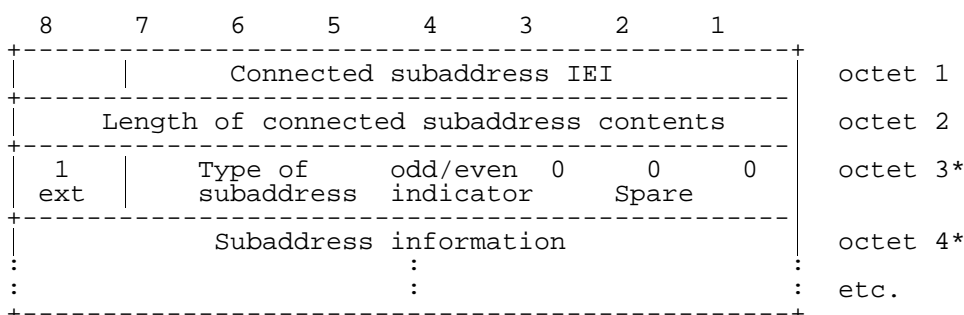 8 7 6 5 4 3 2 1
Connected subaddress IEI octet 1
Length of connected subaddress contents octet 2
1 Type of odd/even 0 0 0 octet 3*
ext subaddress indicator Spare
Subaddress information octet 4*
: : :
: : : etc.